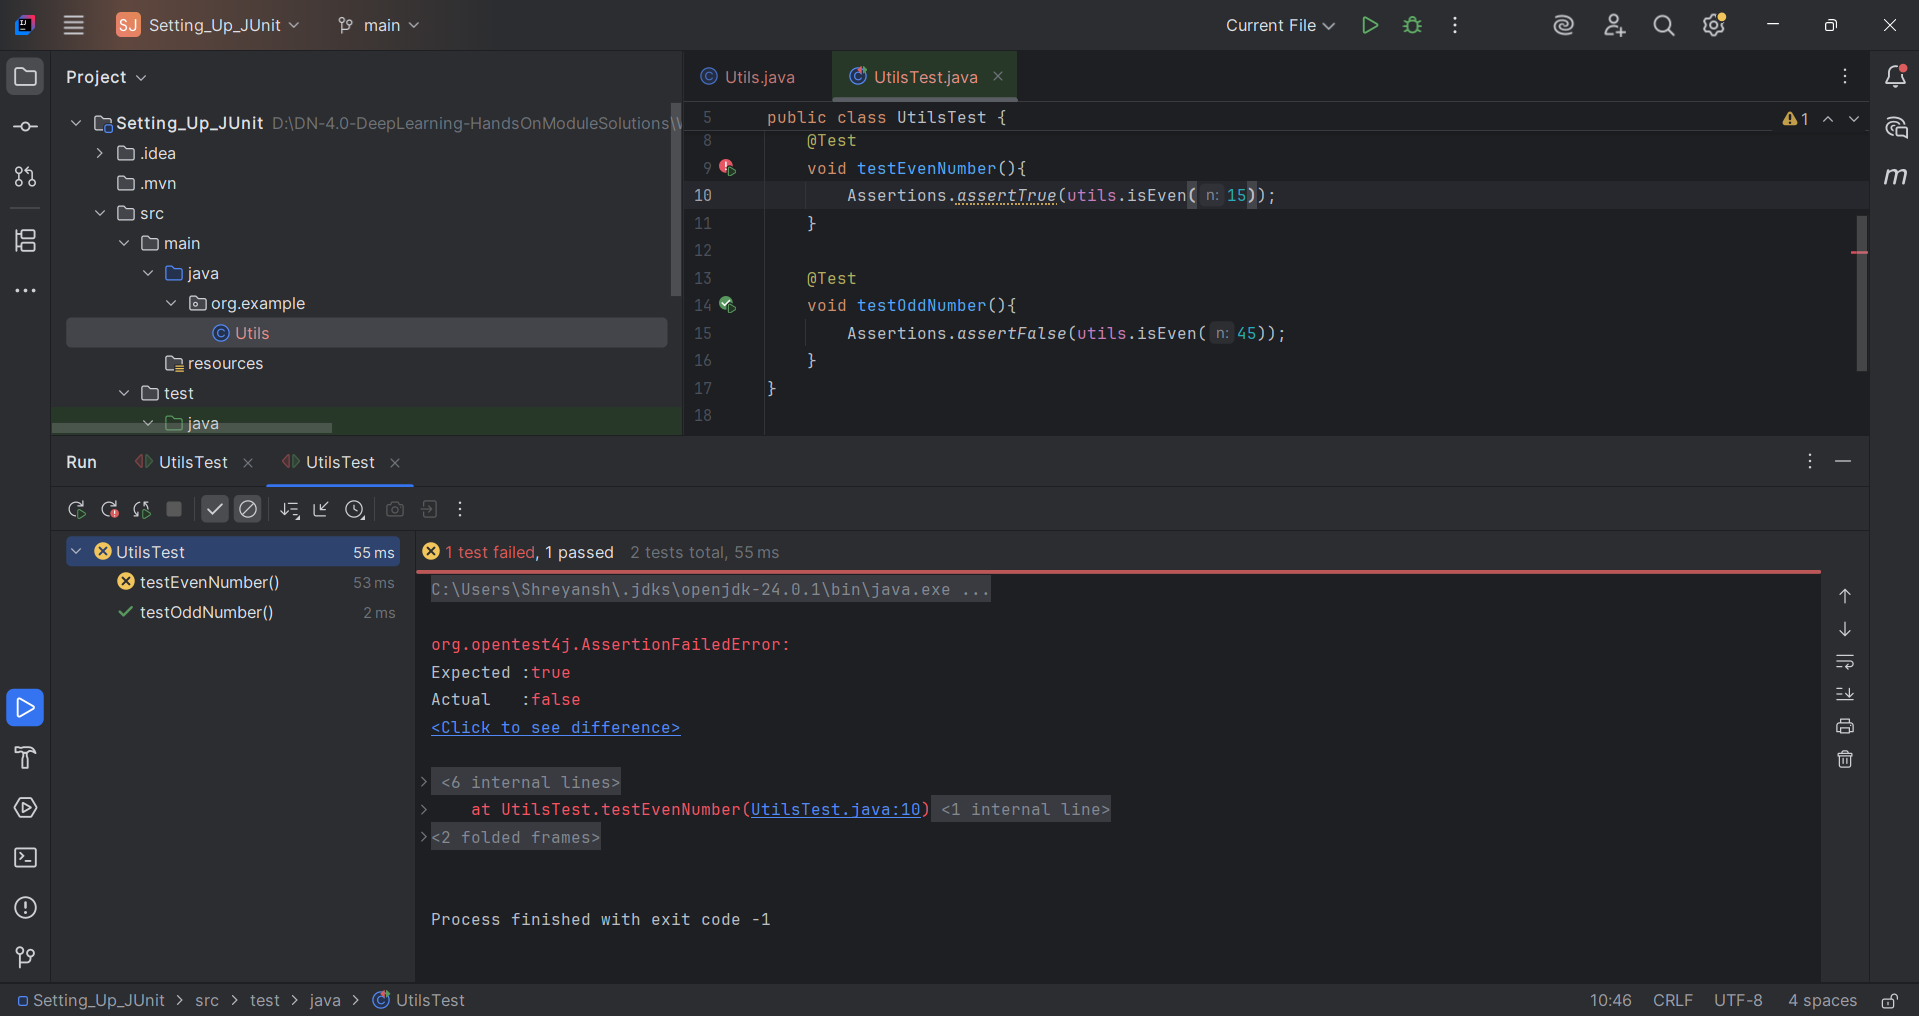 SJ Setting_Up_JUnit main Current File
Project
Setting_Up_JUnit D:\DN-4.0-DeepLearning-HandsOnModuleSolutions\
.idea
.mvn
src
main
java
org.example
Utils
resources
test
java
Utils.java UtilsTest.java
5 public class UtilsTest {
1
8 @Test
9 void testEvenNumber(){
10 Assertions.assertTrue(utils.isEven( n: 15));
11 }
12
13 @Test
14 void testOddNumber(){
15 Assertions.assertFalse(utils.isEven( n: 45));
16 }
17 }
18
m
Run UtilsTest UtilsTest
UtilsTest 55 ms
testEvenNumber() 53 ms
testOddNumber() 2 ms
1 test failed, 1 passed 2 tests total, 55 ms
C:\Users\Shreyansh\.jdks\openjdk-24.0.1\bin\java.exe ...
org.opentest4j.AssertionFailedError:
Expected :true
Actual :false
<Click to see difference>
<6 internal lines>
at UtilsTest.testEvenNumber(UtilsTest.java:10) <1 internal line>
<2 folded frames>
Process finished with exit code -1
Setting_Up_JUnit > src > test > java > UtilsTest
10:46 CRLF UTF-8 4 spaces